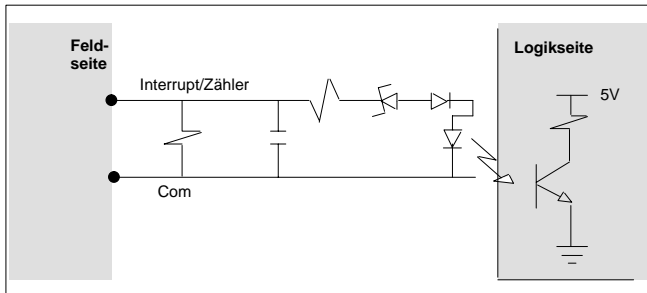 Feld-
seite
Interrupt/Zähler
Com
Logikseite
5V